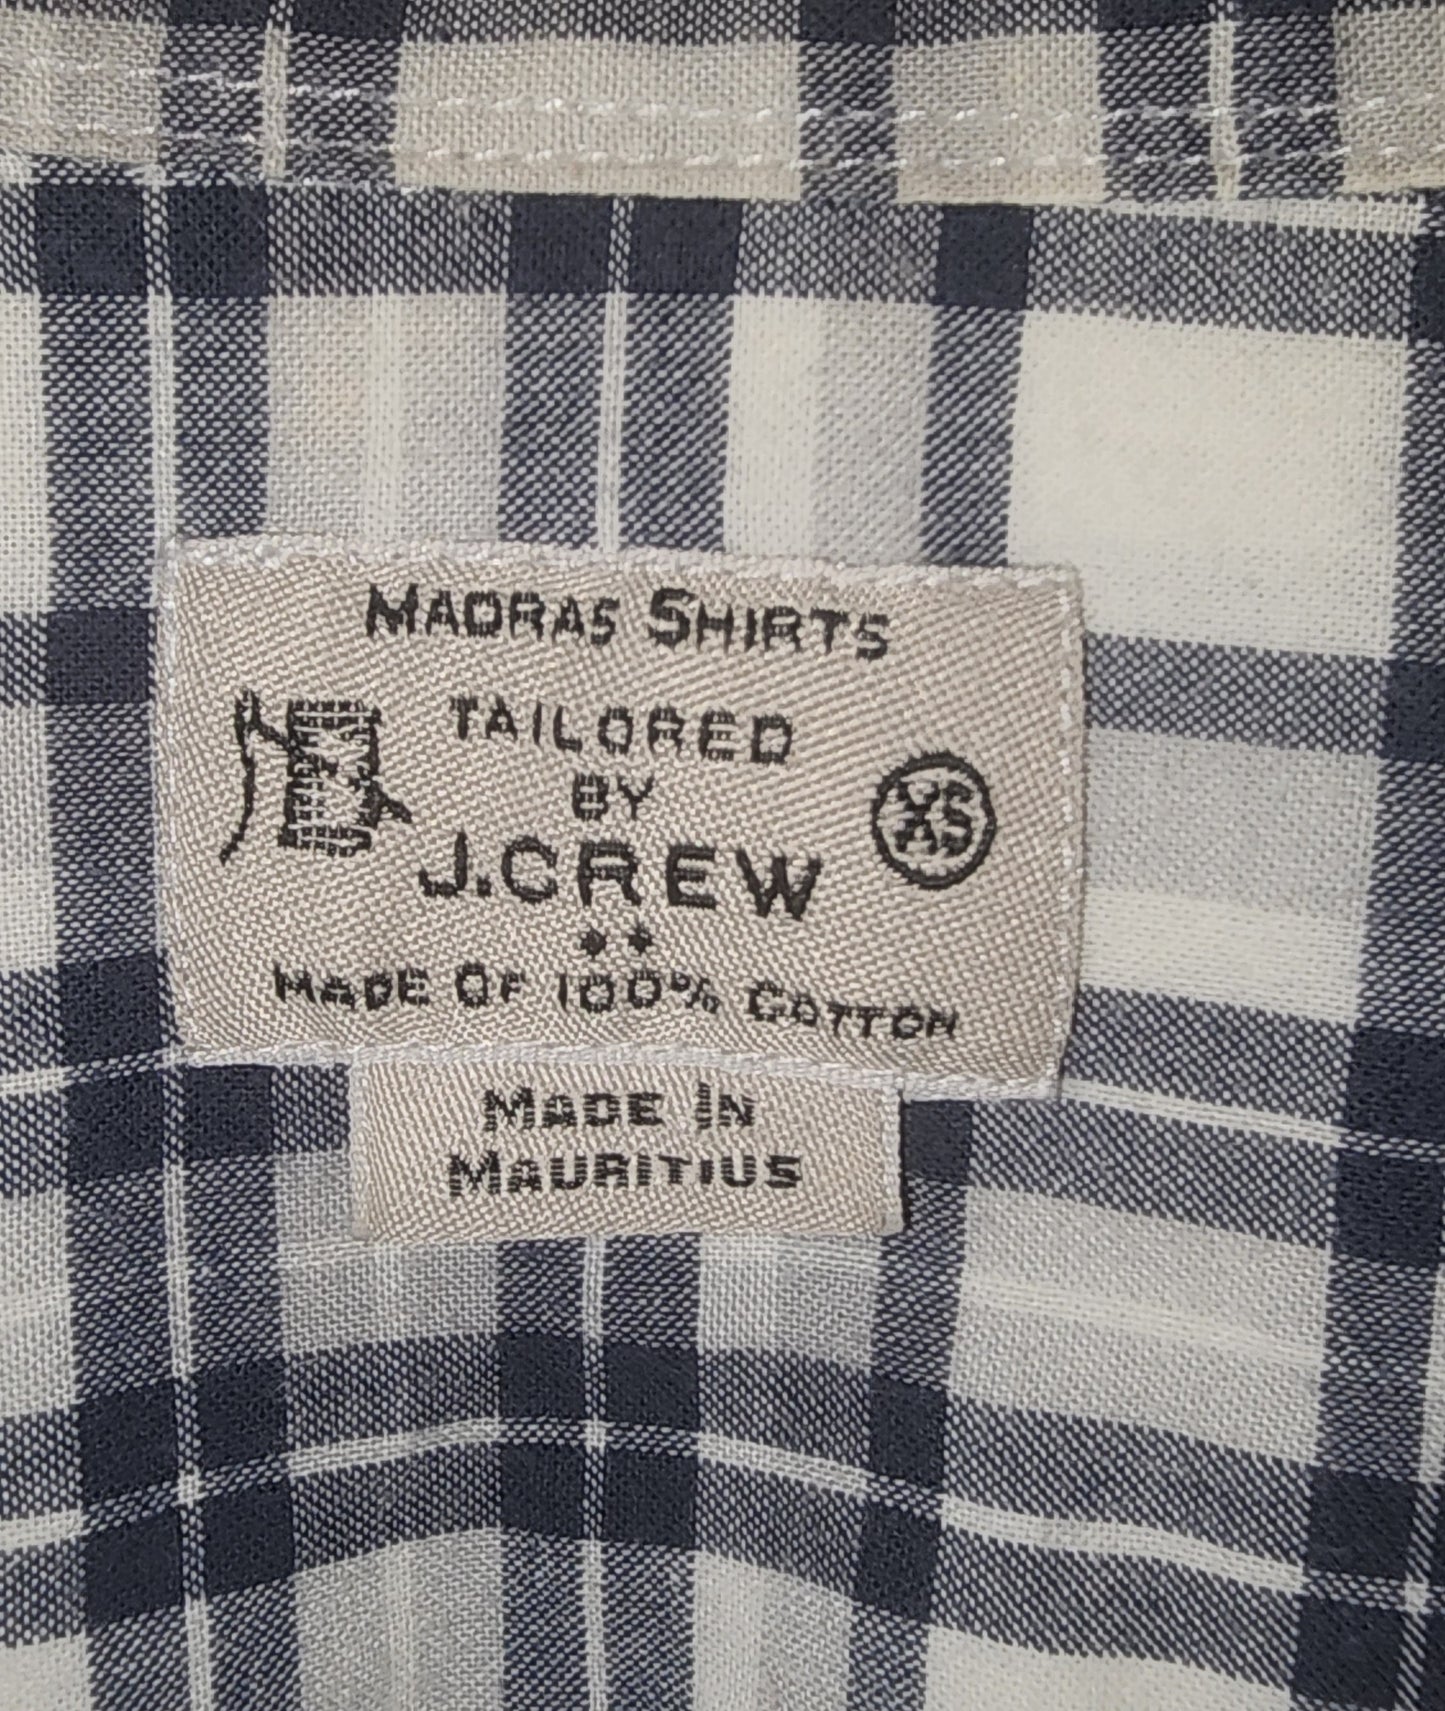 MADRAS SHIRTS
TAILORED
BY
J.CREW
XS
MADE OF 100% COTTON
MADE IN
MAURITIUS